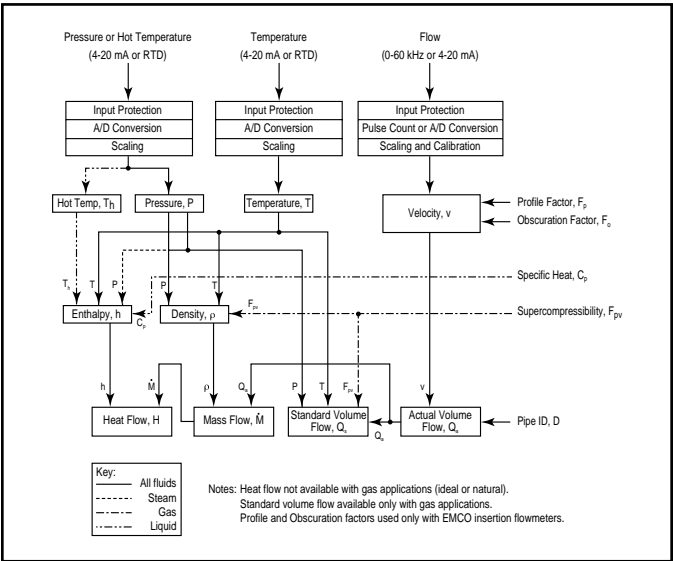 Pressure or Hot Temperature
(4-20 mA or RTD)
Temperature
(4-20 mA or RTD)
Flow
(0-60 kHz or 4-20 mA)
Input Protection
A/D Conversion
Scaling
Input Protection
A/D Conversion
Scaling
Input Protection
Pulse Count or A/D Conversion
Scaling and Calibration
Hot Temp, Th
Pressure, P
Temperature, T
Velocity, v
Profile Factor, Fp
Obscuration Factor, Fo
Specific Heat, Cp
Th
T
P
P
T
Fpv
Supercompressibility, Fpv
Enthalpy, h
Cp
Density, ρ
h
Ṁ
ρ
Qa
P
T
Fpv
v
Heat Flow, H
Mass Flow, Ṁ
Standard Volume
Flow, Qs
Qa
Actual Volume
Flow, Qa
Pipe ID, D
Key:
All fluids
Steam
Gas
Liquid
Notes: Heat flow not available with gas applications (ideal or natural).
Standard volume flow available only with gas applications.
Profile and Obscuration factors used only with EMCO insertion flowmeters.